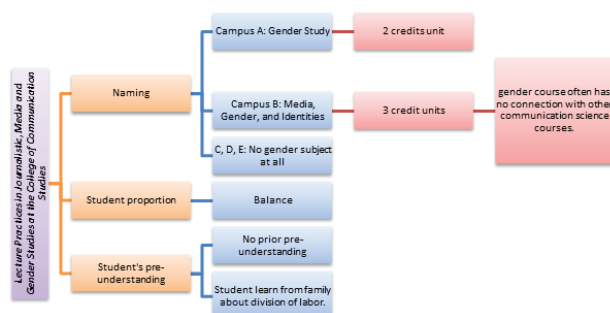 Lecture Practices in Journalistic, Media and
Gender Studies at the College of Communication
Studies
Naming
Campus A: Gender Study
2 credits unit
Campus B: Media,
Gender, and Identities
3 credit units
gender course often has
no connection with other
communication science
courses.
C, D, E: No gender subject
at all
Student proportion
Balance
Student's pre-
understanding
No prior pre-
understanding
Student learn from family
about division of labor.